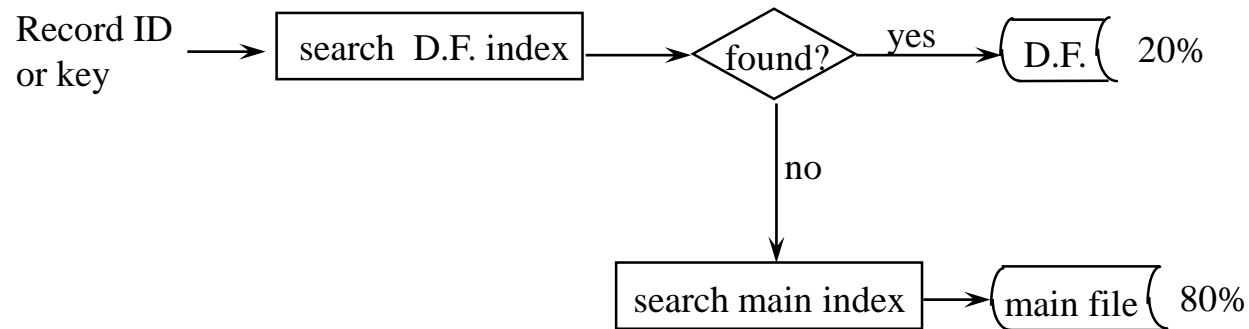 Record ID
or key
search D.F. index
found?
yes
D.F.
20%
no
search main index
main file
80%